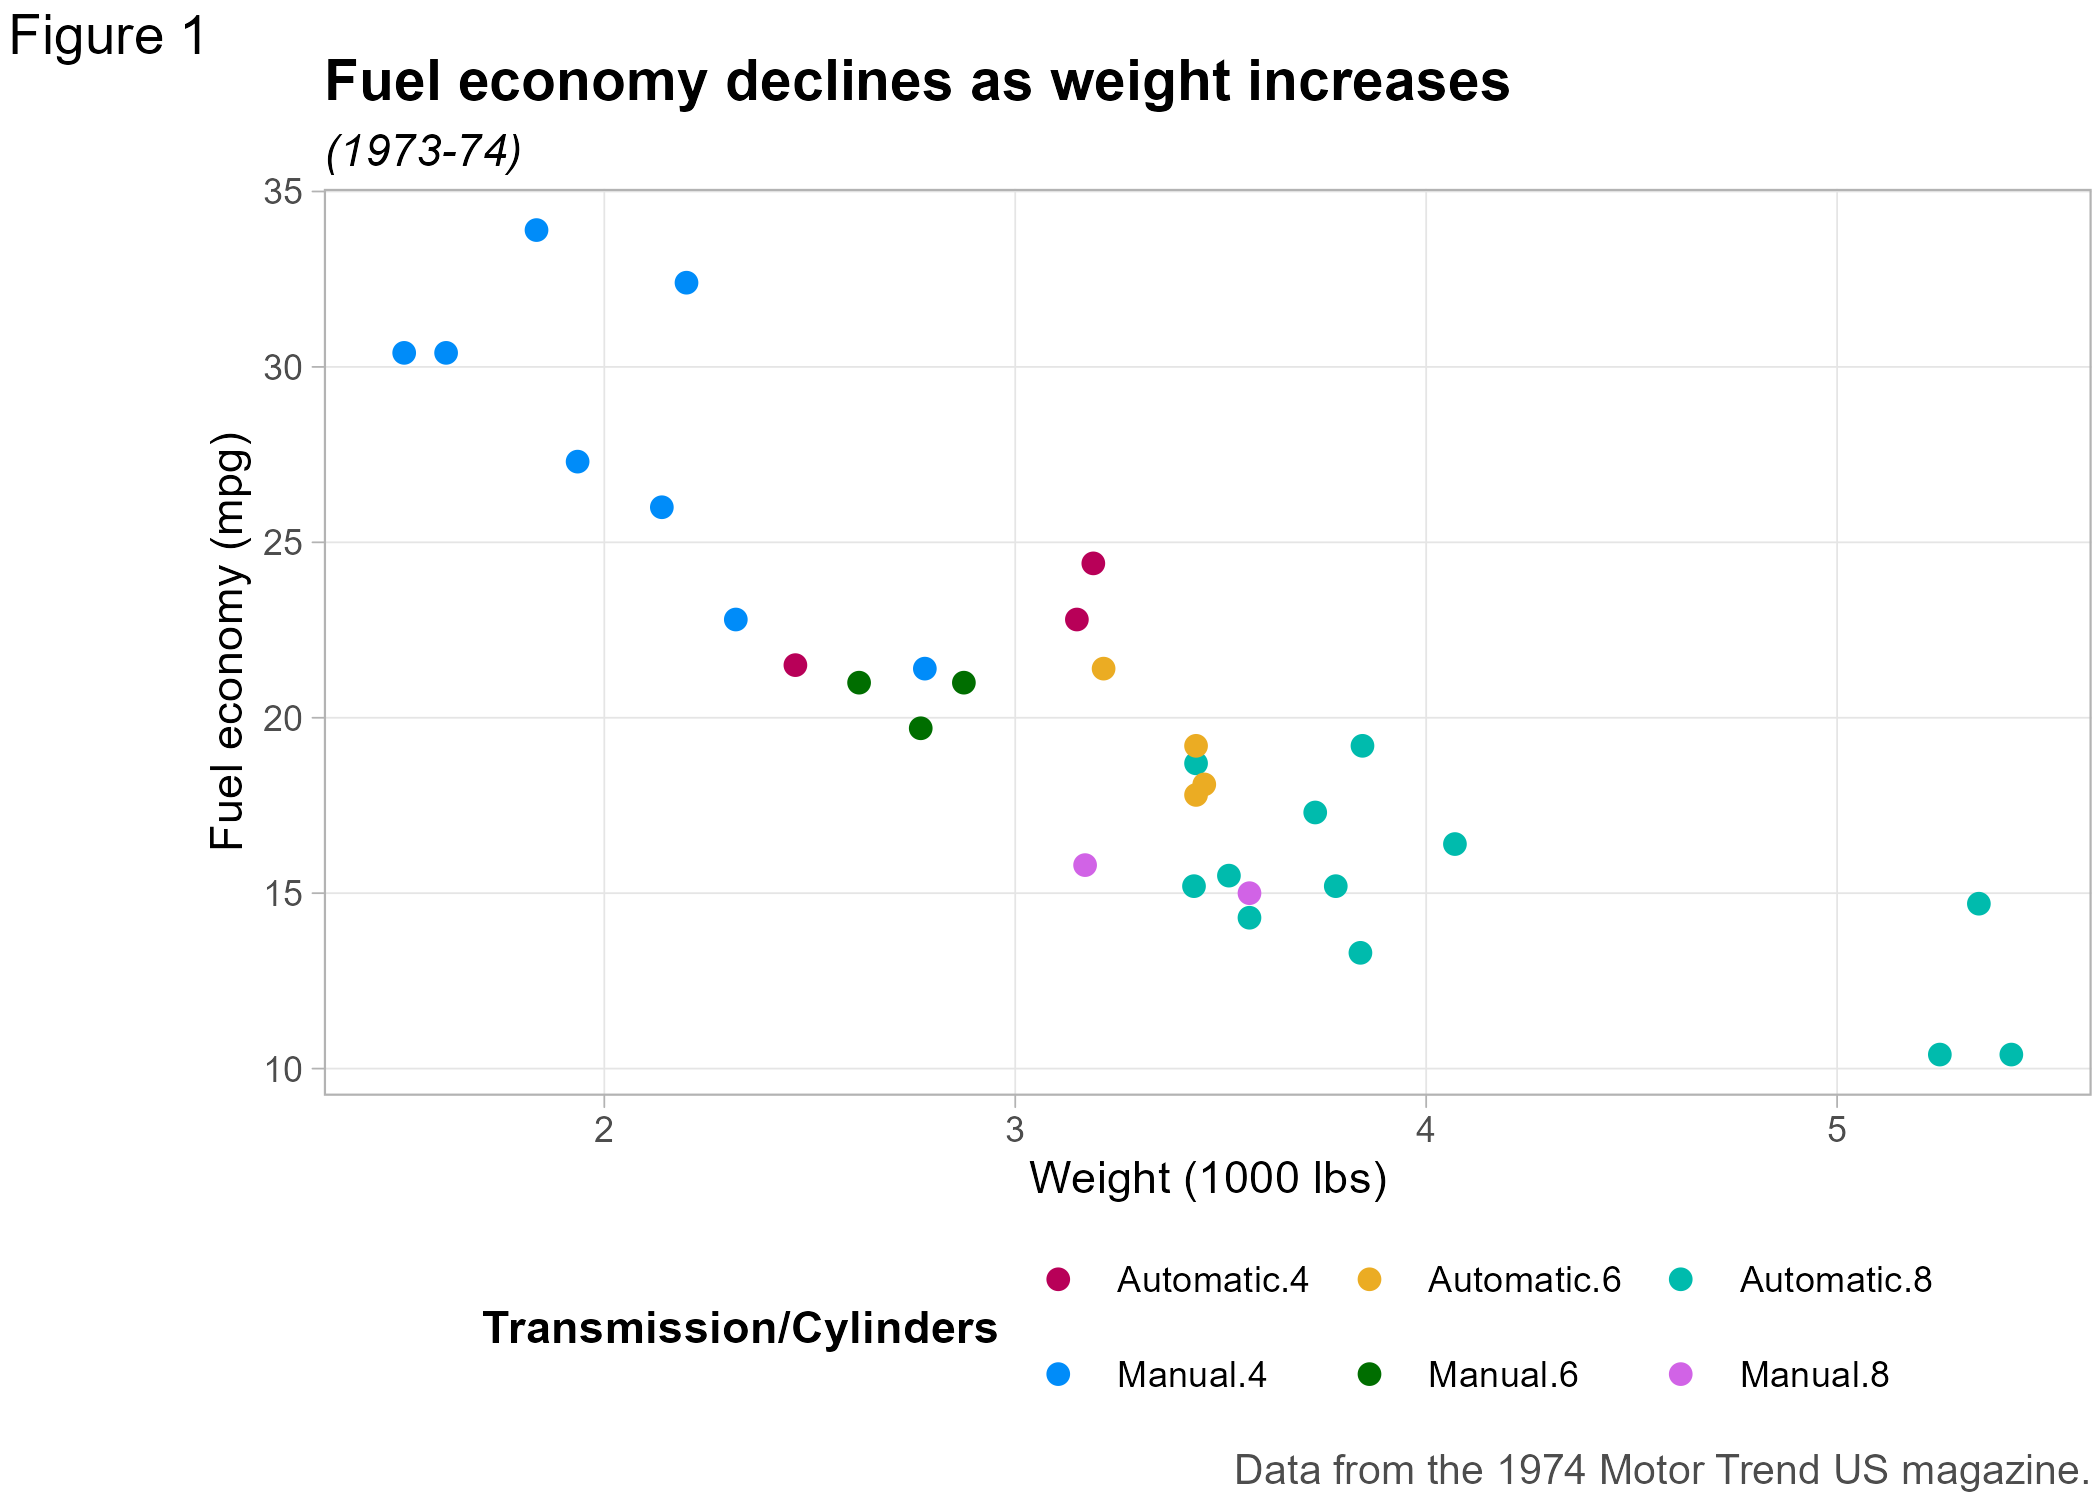 Figure 1
Fuel economy declines as weight increases
(1973-74)
35
30
25
20
15
10
Fuel economy (mpg)
2 3 4 5
Weight (1000 lbs)
Transmission/Cylinders
Automatic.4 Automatic.6 Automatic.8
Manual.4 Manual.6 Manual.8
Data from the 1974 Motor Trend US magazine.